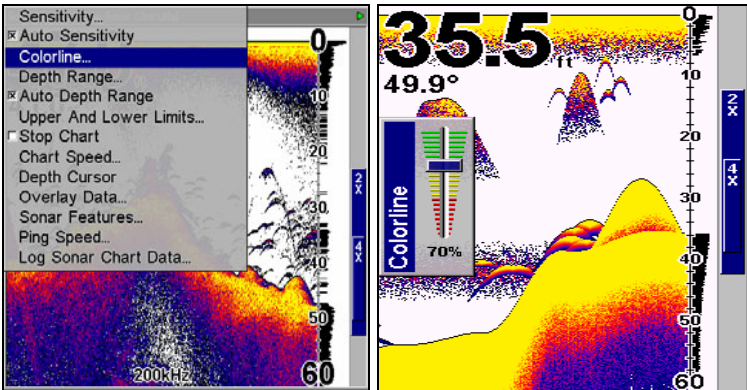 Sensitivity...
Auto Sensitivity
Colorline...
Depth Range...
Auto Depth Range
Upper And Lower Limits...
Stop Chart
Chart Speed...
Depth Cursor
Overlay Data...
Sonar Features...
Ping Speed...
Log Sonar Chart Data...
0
10
20
30
40
50
60
200kHz
2X
4X
35.5 ft
49.9°
Colorline
70%
0
10
20
30
40
50
60
2X
4X